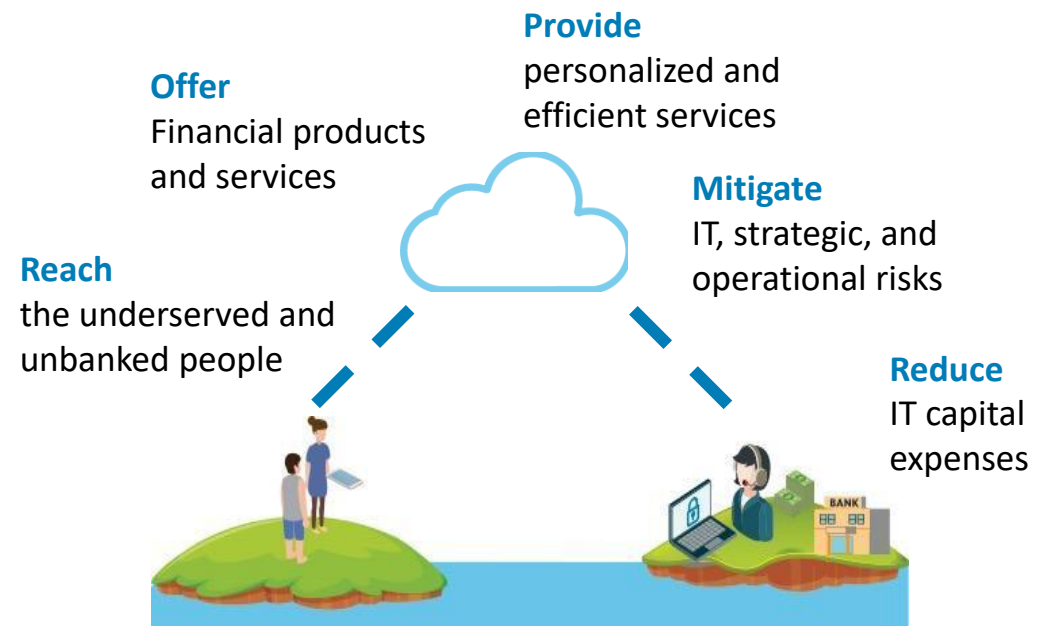 Provide
personalized and
efficient services
Offer
Financial products
and services
Mitigate
IT, strategic, and
operational risks
Reach
the underserved and
unbanked people
Reduce
IT capital
expenses
BANK